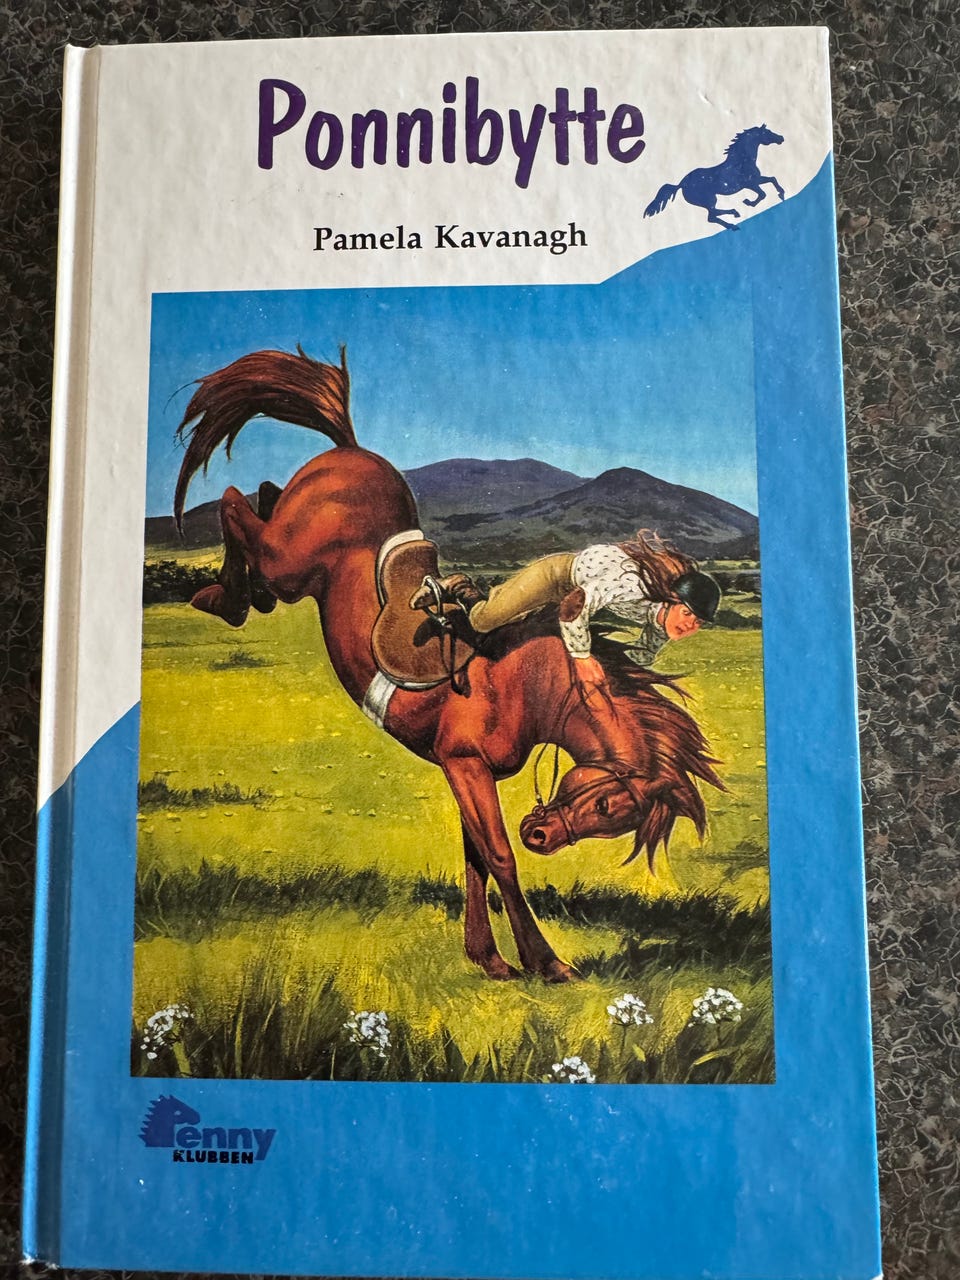 Ponnibytte
Pamela Kavanagh
Penny
KLUBBEN